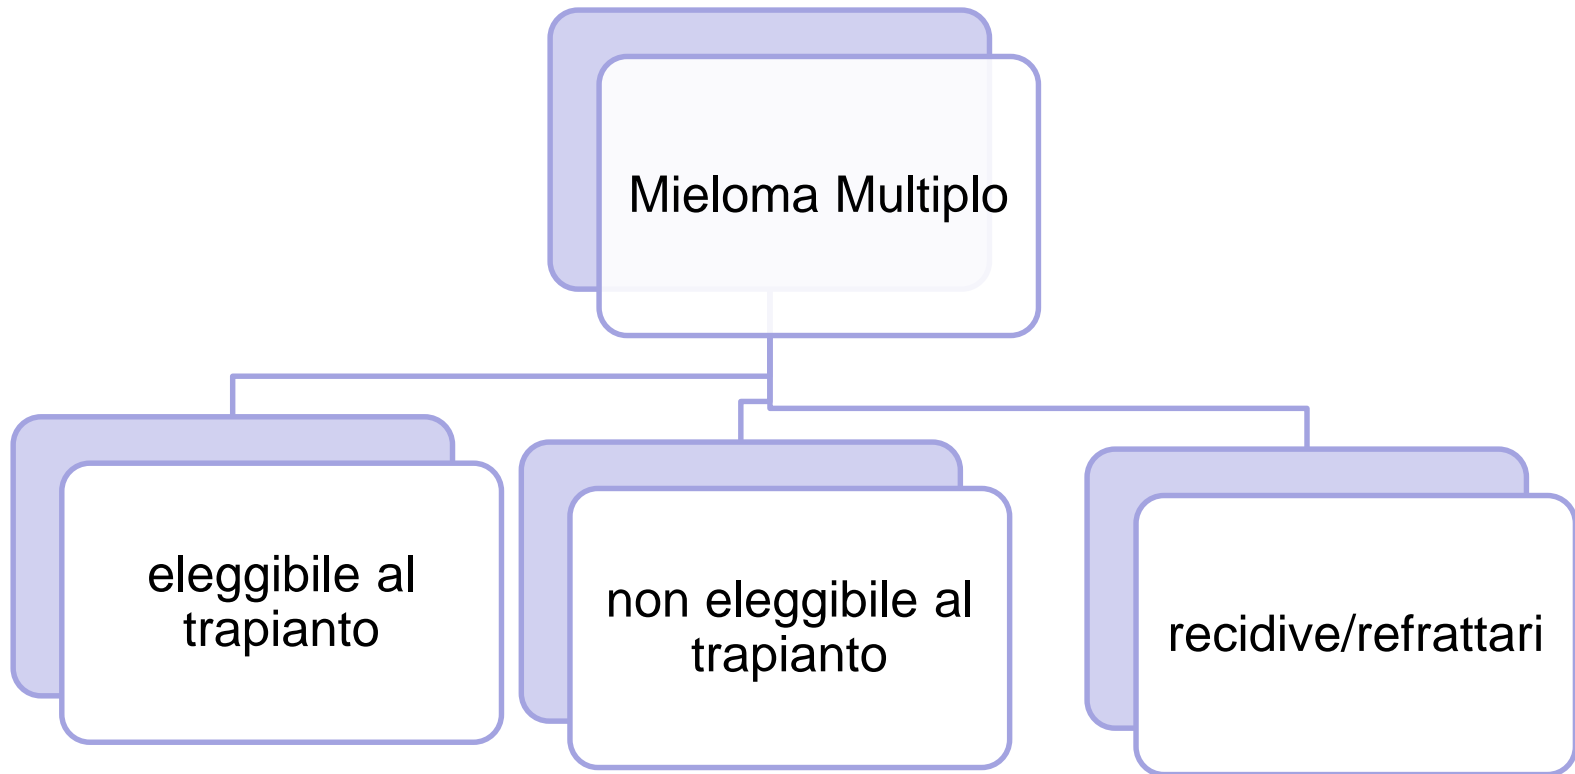 Mieloma Multiplo
eleggibile al
trapianto
non eleggibile al
trapianto
recidive/refrattari